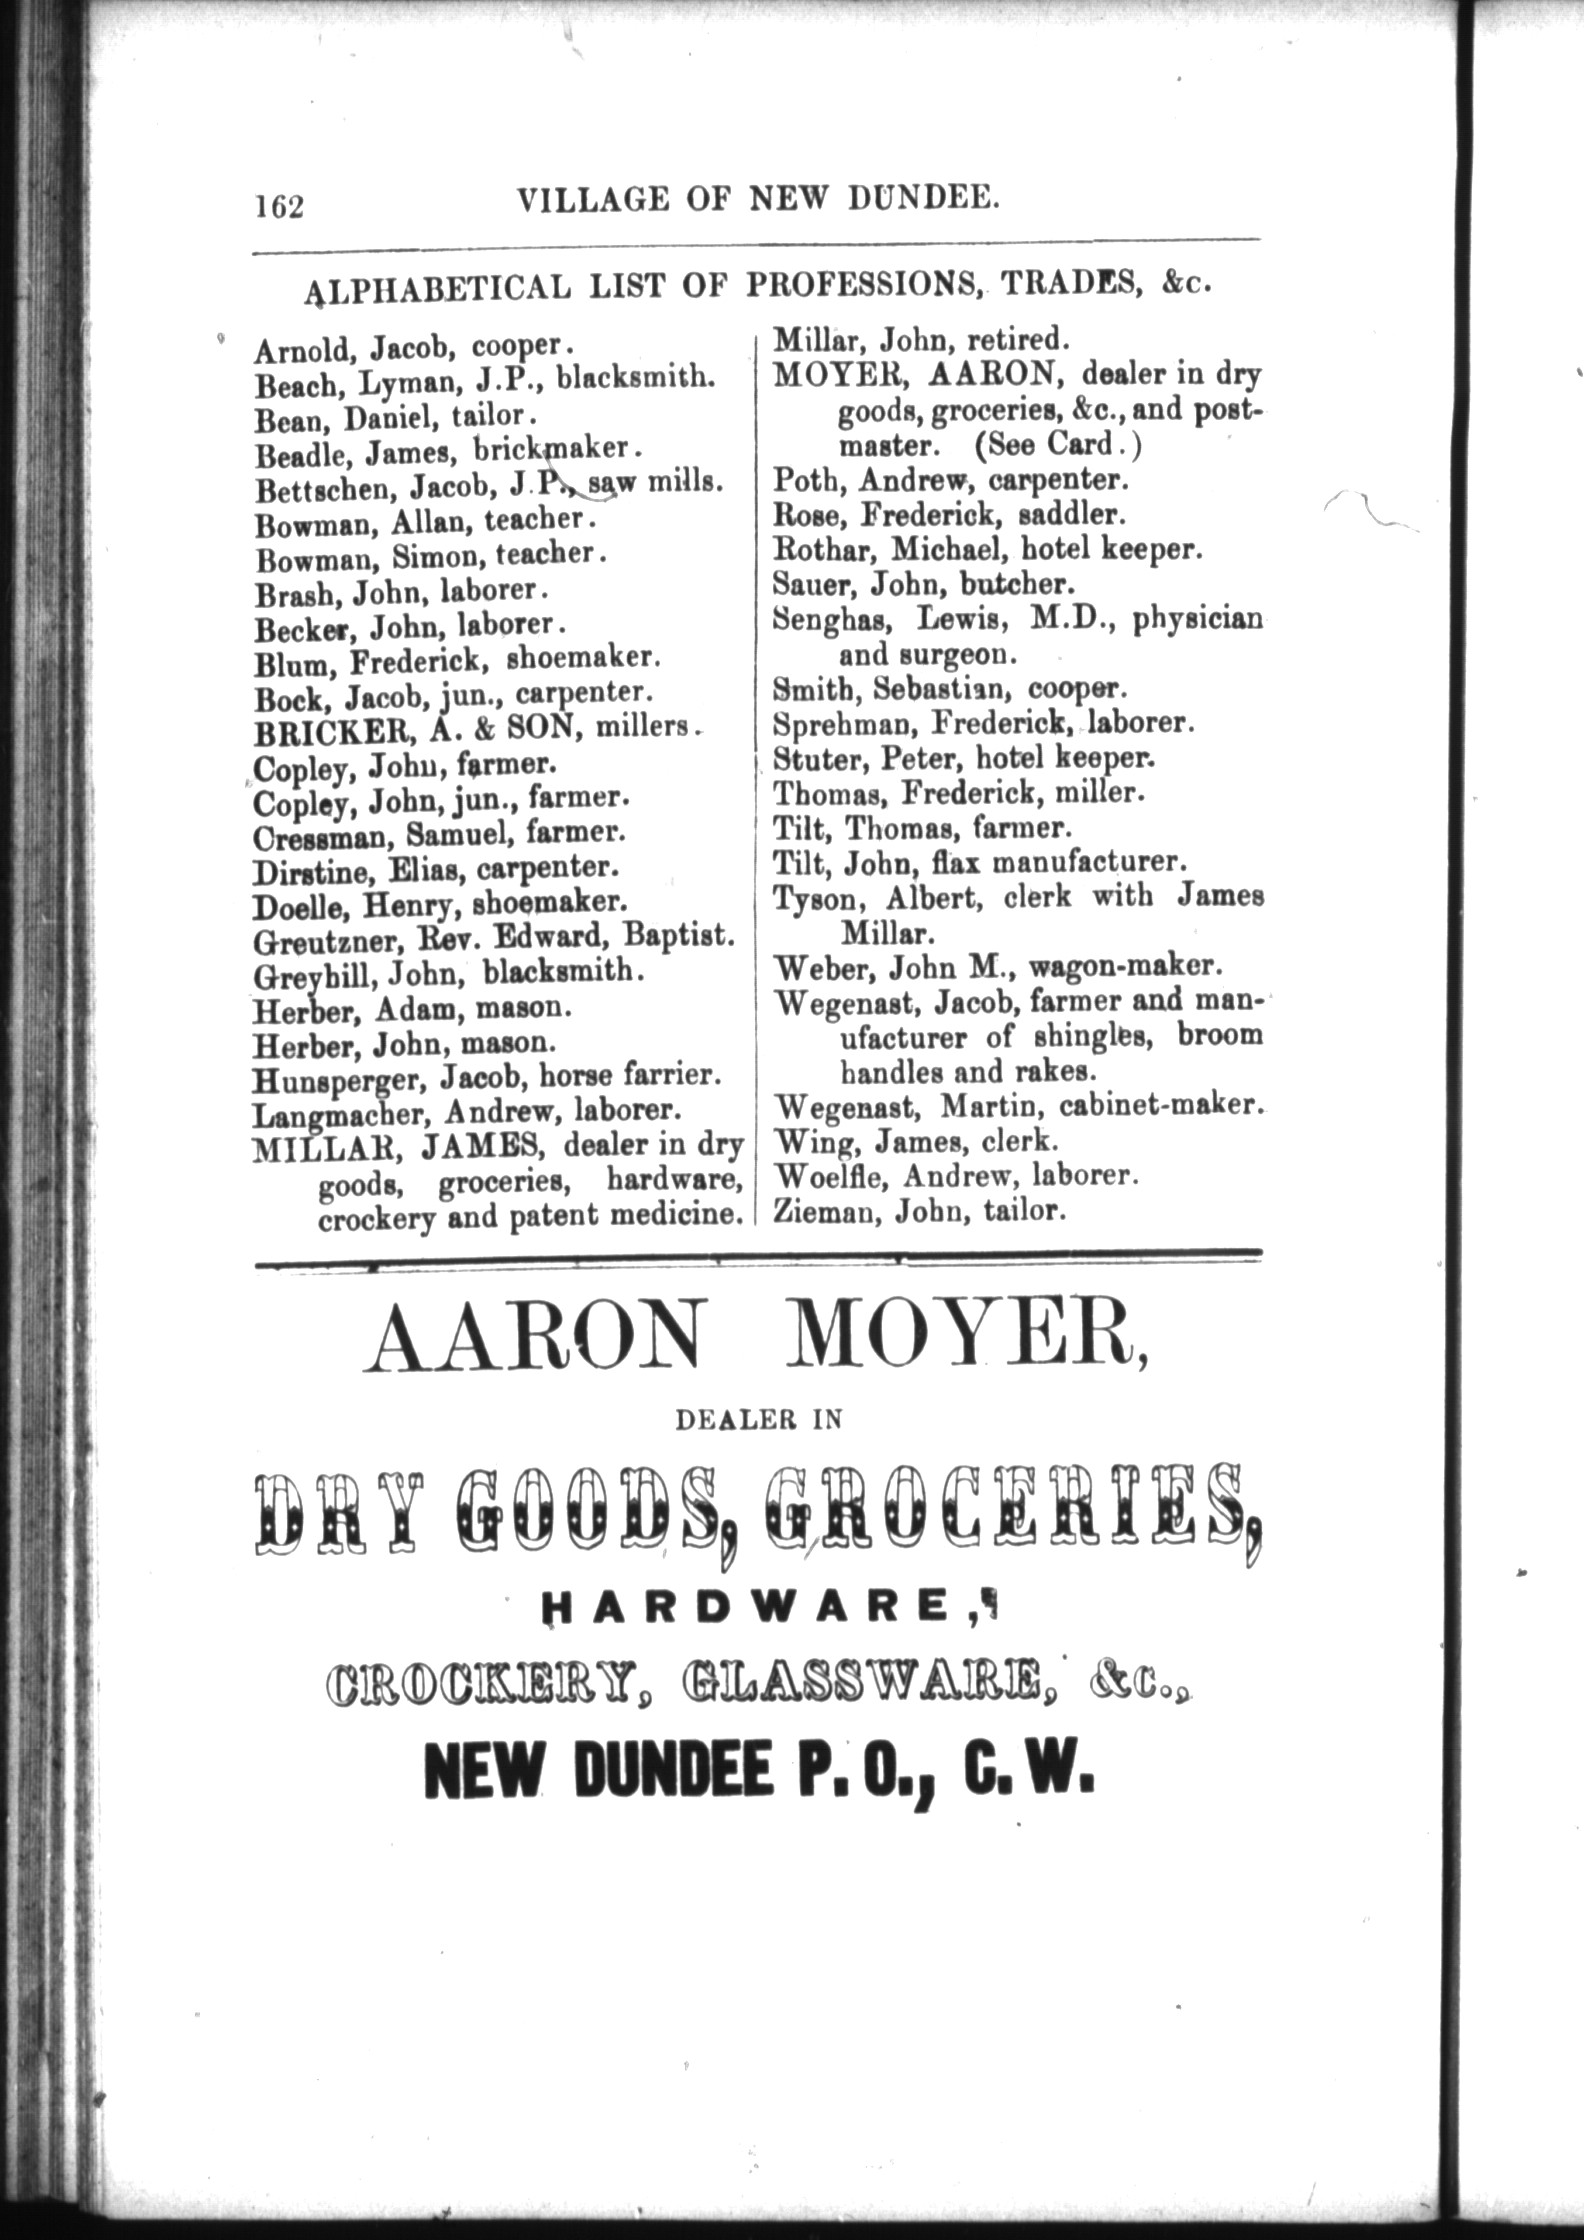 162 VILLAGE OF NEW DUNDEE.
ALPHABETICAL LIST OF PROFESSIONS, TRADES, &c.
Arnold, Jacob, cooper.
Beach, Lyman, J.P., blacksmith.
Bean, Daniel, tailor.
Beadle, James, brickmaker.
Bettschen, Jacob, J.P., saw mills.
Bowman, Allan, teacher.
Bowman, Simon, teacher.
Brash, John, laborer.
Becker, John, laborer.
Blum, Frederick, shoemaker.
Bock, Jacob, jun., carpenter.
BRICKER, A. & SON, millers.
Copley, John, farmer.
Copley, John, jun., farmer.
Cressman, Samuel, farmer.
Dirstine, Elias, carpenter.
Doelle, Henry, shoemaker.
Greutzner, Rev. Edward, Baptist.
Greybill, John, blacksmith.
Herber, Adam, mason.
Herber, John, mason.
Hunsperger, Jacob, horse farrier.
Langmacher, Andrew, laborer.
MILLAR, JAMES, dealer in dry
goods, groceries, hardware,
crockery and patent medicine.
Millar, John, retired.
MOYER, AARON, dealer in dry
goods, groceries, &c., and post-
master. (See Card.)
Poth, Andrew, carpenter.
Rose, Frederick, saddler.
Rothar, Michael, hotel keeper.
Sauer, John, butcher.
Senghas, Lewis, M.D., physician
and surgeon.
Smith, Sebastian, cooper.
Sprehman, Frederick, laborer.
Stuter, Peter, hotel keeper.
Thomas, Frederick, miller.
Tilt, Thomas, farmer.
Tilt, John, flax manufacturer.
Tyson, Albert, clerk with James
Millar.
Weber, John M., wagon-maker.
Wegenast, Jacob, farmer and man-
ufacturer of shingles, broom
handles and rakes.
Wegenast, Martin, cabinet-maker.
Wing, James, clerk.
Woelfle, Andrew, laborer.
Zieman, John, tailor.
AARON MOYER,
DEALER IN
DRY GOODS, GROCERIES,
HARDWARE,
CROCKERY, GLASSWARE, &c.,
NEW DUNDEE P.O., C.W.